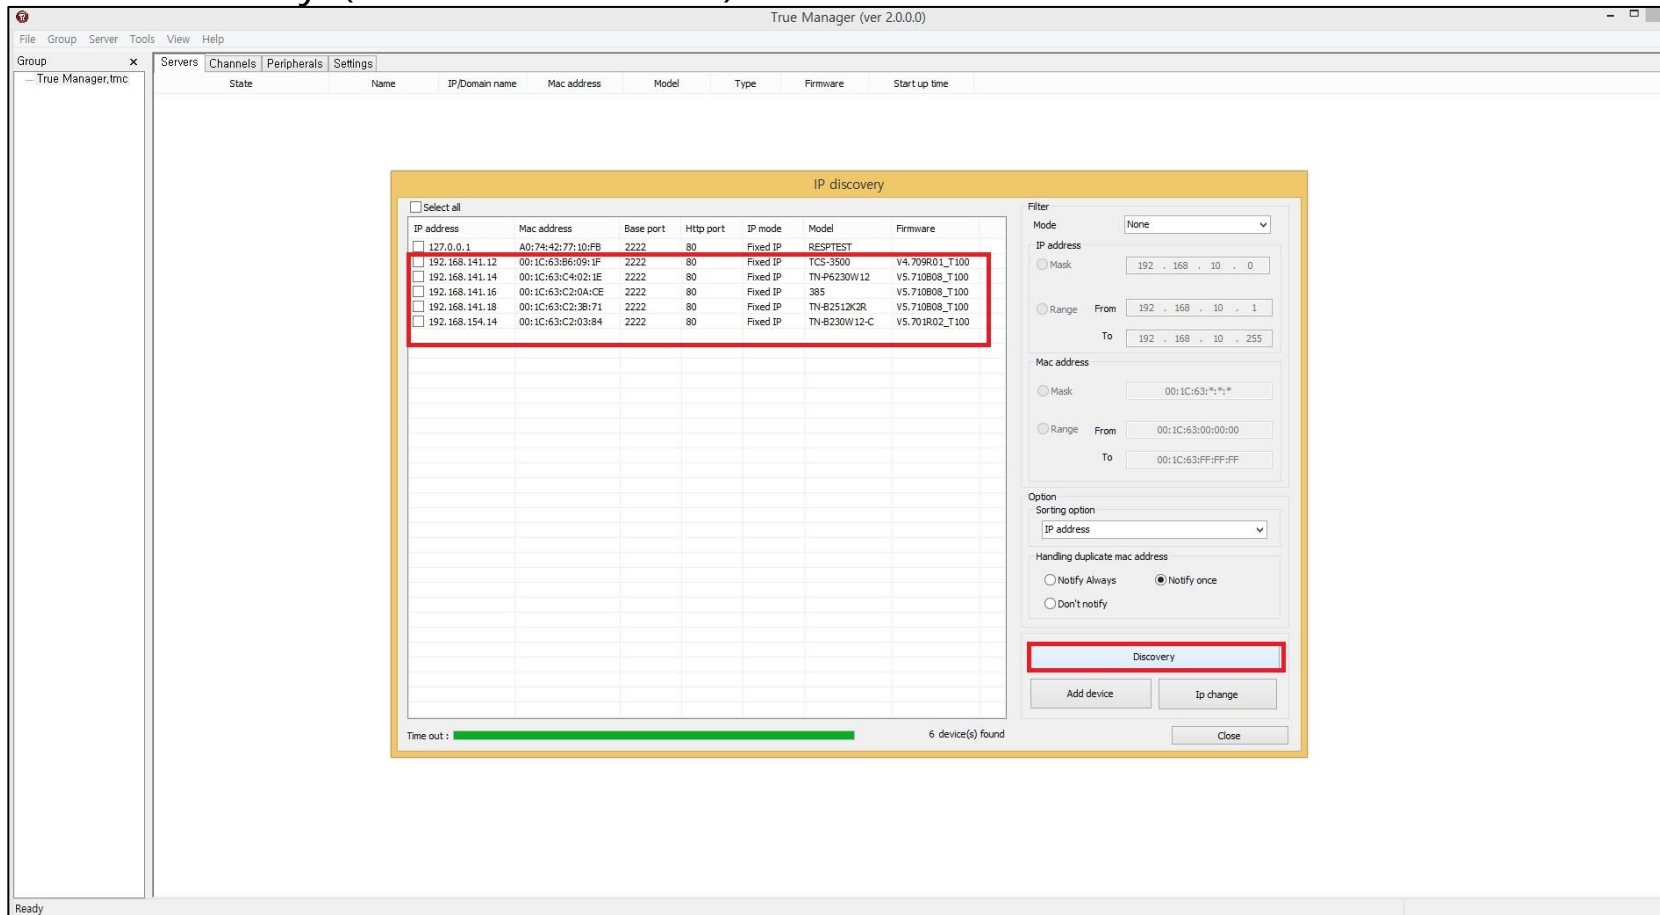 True Manager (ver 2.0.0.0)
File Group Server Tools View Help
Group x
Servers Channels Peripherals Settings
True Manager,tmc
State Name IP/Domain name Mac address Model Type Firmware Start up time
IP discovery
Select all
IP address Mac address Base port Http port IP mode Model Firmware
127.0.0.1 A0:74:42:77:10:FB 2222 80 Fixed IP RESPTEST
192.168.141.12 00:1C:63:B6:09:1F 2222 80 Fixed IP TCS-3500 V4.709R01_T100
192.168.141.14 00:1C:63:C4:02:1E 2222 80 Fixed IP TN-P6230W12 V5.710B08_T100
192.168.141.16 00:1C:63:C2:0A:CE 2222 80 Fixed IP 385 V5.710B08_T100
192.168.141.18 00:1C:63:C2:3B:71 2222 80 Fixed IP TN-B2512K2R V5.710B08_T100
192.168.154.14 00:1C:63:C2:03:84 2222 80 Fixed IP TN-B230W12-C V5.701R02_T100
Filter
Mode None
IP address
Mask 192 . 168 . 10 . 0
Range From 192 . 168 . 10 . 1
To 192 . 168 . 10 . 255
Mac address
Mask 00:1C:63:*:*:*
Range From 00:1C:63:00:00:00
To 00:1C:63:FF:FF:FF
Option
Sorting option
IP address
Handling duplicate mac address
Notify Always Notify once
Don't notify
Discovery
Add device Ip change
Time out : 6 device(s) found
Close
Ready